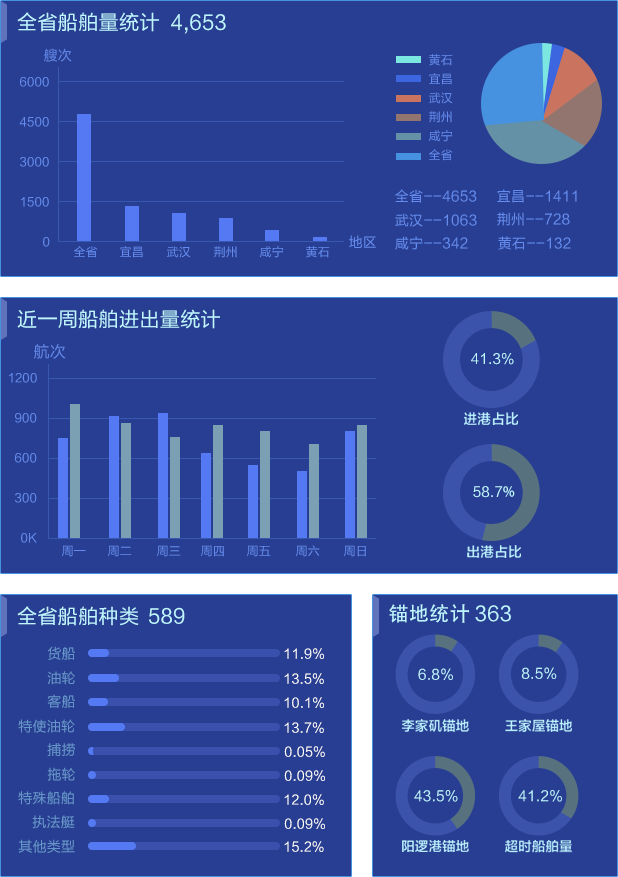 全省船舶量统计 4,653
艘次
6000
4500
3000
1500
0
全省 宜昌 武汉 荆州 咸宁 黄石 地区
黄石
宜昌
武汉
荆州
咸宁
全省
全省--4653 宜昌--1411
武汉--1063 荆州--728
咸宁--342 黄石--132
近一周船舶进出量统计
航次
1200
900
600
300
0K
周一 周二 周三 周四 周五 周六 周日
41.3%
进港占比
58.7%
出港占比
全省船舶种类 589
货船 11.9%
油轮 13.5%
客船 10.1%
特使油轮 13.7%
捕捞 0.05%
拖轮 0.09%
特殊船舶 12.0%
执法艇 0.09%
其他类型 15.2%
锚地统计 363
6.8% 8.5%
李家矶锚地 王家屋锚地
43.5% 41.2%
阳逻港锚地 超时船舶量